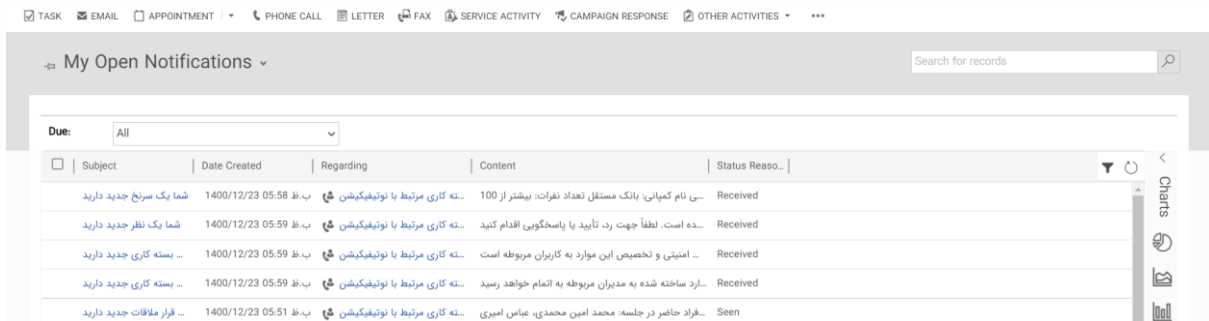 TASK EMAIL APPOINTMENT PHONE CALL LETTER FAX SERVICE ACTIVITY CAMPAIGN RESPONSE OTHER ACTIVITIES
My Open Notifications
Search for records
Due: All
Subject Date Created Regarding Content Status Reaso...
شما یک سرنخ جدید دارید 1400/12/23 05:58 ب.ظ ...ته کاری مرتبط با نوتیفیکیشن ...ی نام کمپانی: بانک مستقل تعداد نفرات: بیشتر از 100 Received
شما یک نظر جدید دارید 1400/12/23 05:59 ب.ظ ...ته کاری مرتبط با نوتیفیکیشن ...ده است. لطفاً جهت رد، تأیید یا پاسخگویی اقدام کنید Received
... بسته کاری جدید دارید 1400/12/23 05:59 ب.ظ ...ته کاری مرتبط با نوتیفیکیشن ... امنیتی و تخصیص این موارد به کاربران مربوطه است Received
... بسته کاری جدید دارید 1400/12/23 05:59 ب.ظ ...ته کاری مرتبط با نوتیفیکیشن ...ارد ساخته شده به مدیران مربوطه به اتمام خواهد رسید Received
... قرار ملاقات جدید دارید 1400/12/23 05:51 ب.ظ ...ته کاری مرتبط با نوتیفیکیشن ...فراد حاضر در جلسه: محمد امین محمدی، عباس امیری Seen
Charts